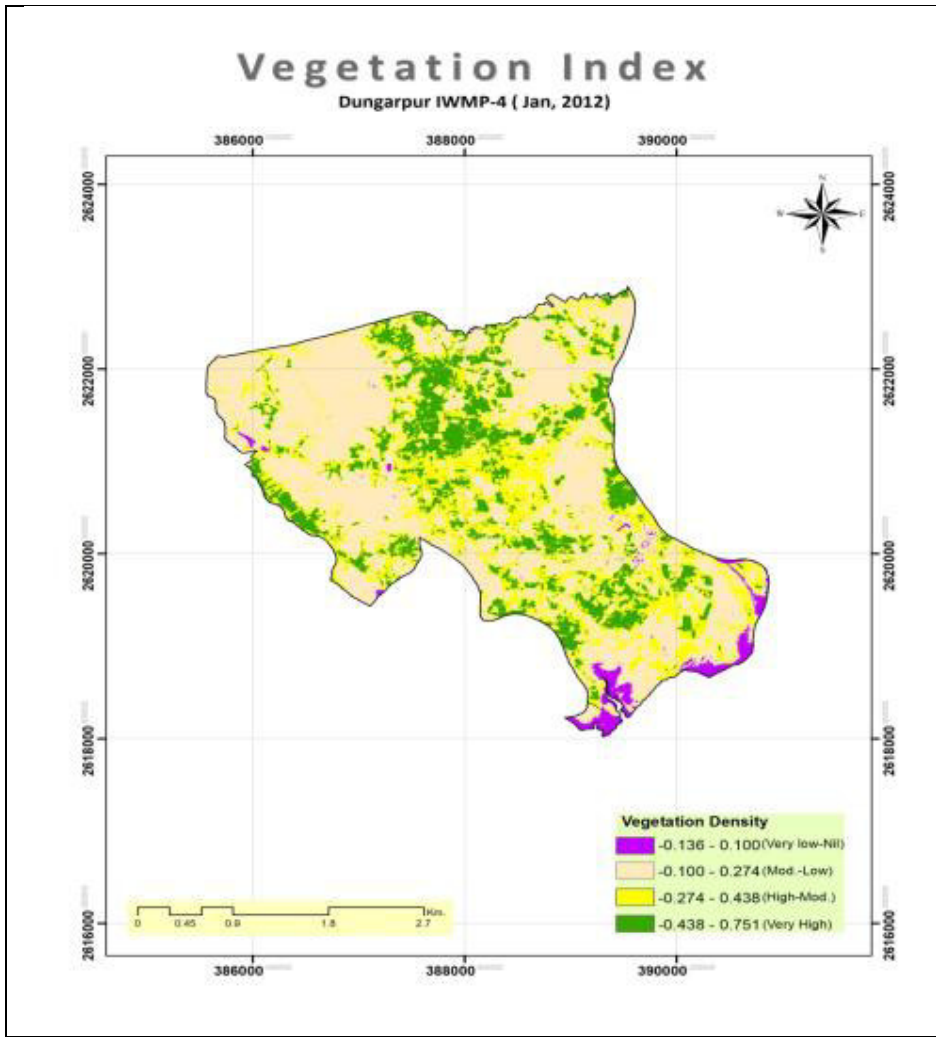 Vegetation Index
Dungarpur IWMP-4 ( Jan, 2012)
386000 388000 390000
2624000 2624000
N
W E
S
2622000 2622000
2620000 2620000
2618000 2618000
Vegetation Density
-0.136 - 0.100(Very low-Nil)
-0.100 - 0.274(Mod.-Low)
-0.274 - 0.438(High-Mod.)
-0.438 - 0.751(Very High)
Km.
0 0.45 0.9 1.8 2.7
2616000 2616000
386000 388000 390000